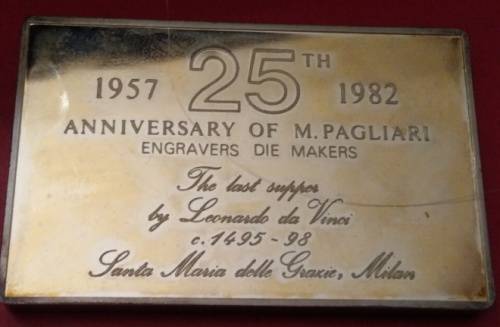 1957 25TH 1982
ANNIVERSARY OF M. PAGLIARI
ENGRAVERS DIE MAKERS
The last supper
by Leonardo da Vinci
c. 1495-98
Santa Maria delle Grazie, Milan